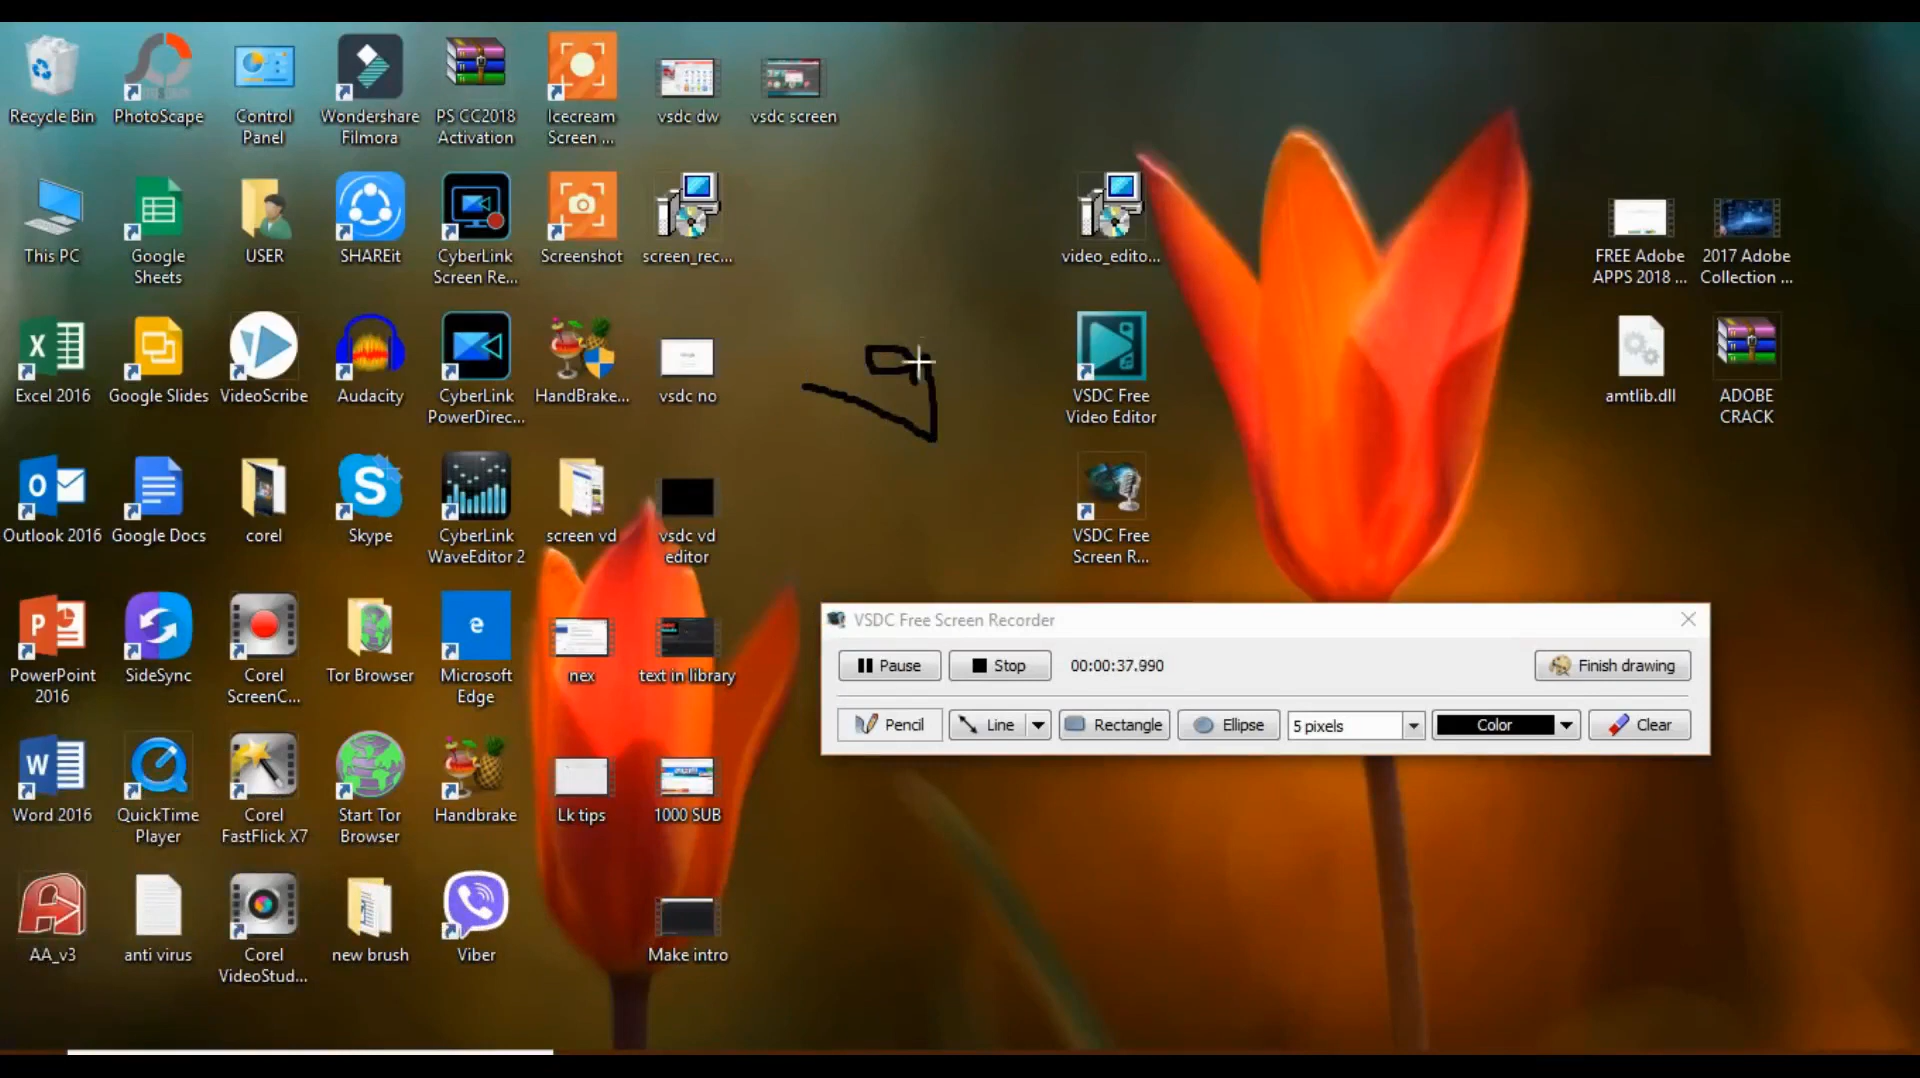 Recycle Bin
PhotoScape
Control
Panel
Wondershare
Filmora
PS CC2018
Activation
Icecream
Screen ...
vsdc dw
vsdc screen
This PC
Google
Sheets
USER
SHAREit
CyberLink
Screen Re...
Screenshot
screen_rec...
video_edito...
FREE Adobe
APPS 2018 ...
2017 Adobe
Collection ...
Excel 2016
Google Slides
VideoScribe
Audacity
CyberLink
PowerDirec...
HandBrake...
vsdc no
VSDC Free
Video Editor
amtlib.dll
ADOBE
CRACK
Outlook 2016
Google Docs
corel
Skype
CyberLink
WaveEditor 2
screen vd
vsdc vd
editor
VSDC Free
Screen R...
PowerPoint
2016
SideSync
Corel
ScreenC...
Tor Browser
Microsoft
Edge
nex
text in library
VSDC Free Screen Recorder
Pause
Stop
00:00:37.990
Finish drawing
Pencil
Line
Rectangle
Ellipse
5 pixels
Color
Clear
Word 2016
QuickTime
Player
Corel
FastFlick X7
Start Tor
Browser
Handbrake
Lk tips
1000 SUB
AA_v3
anti virus
Corel
VideoStud...
new brush
Viber
Make intro